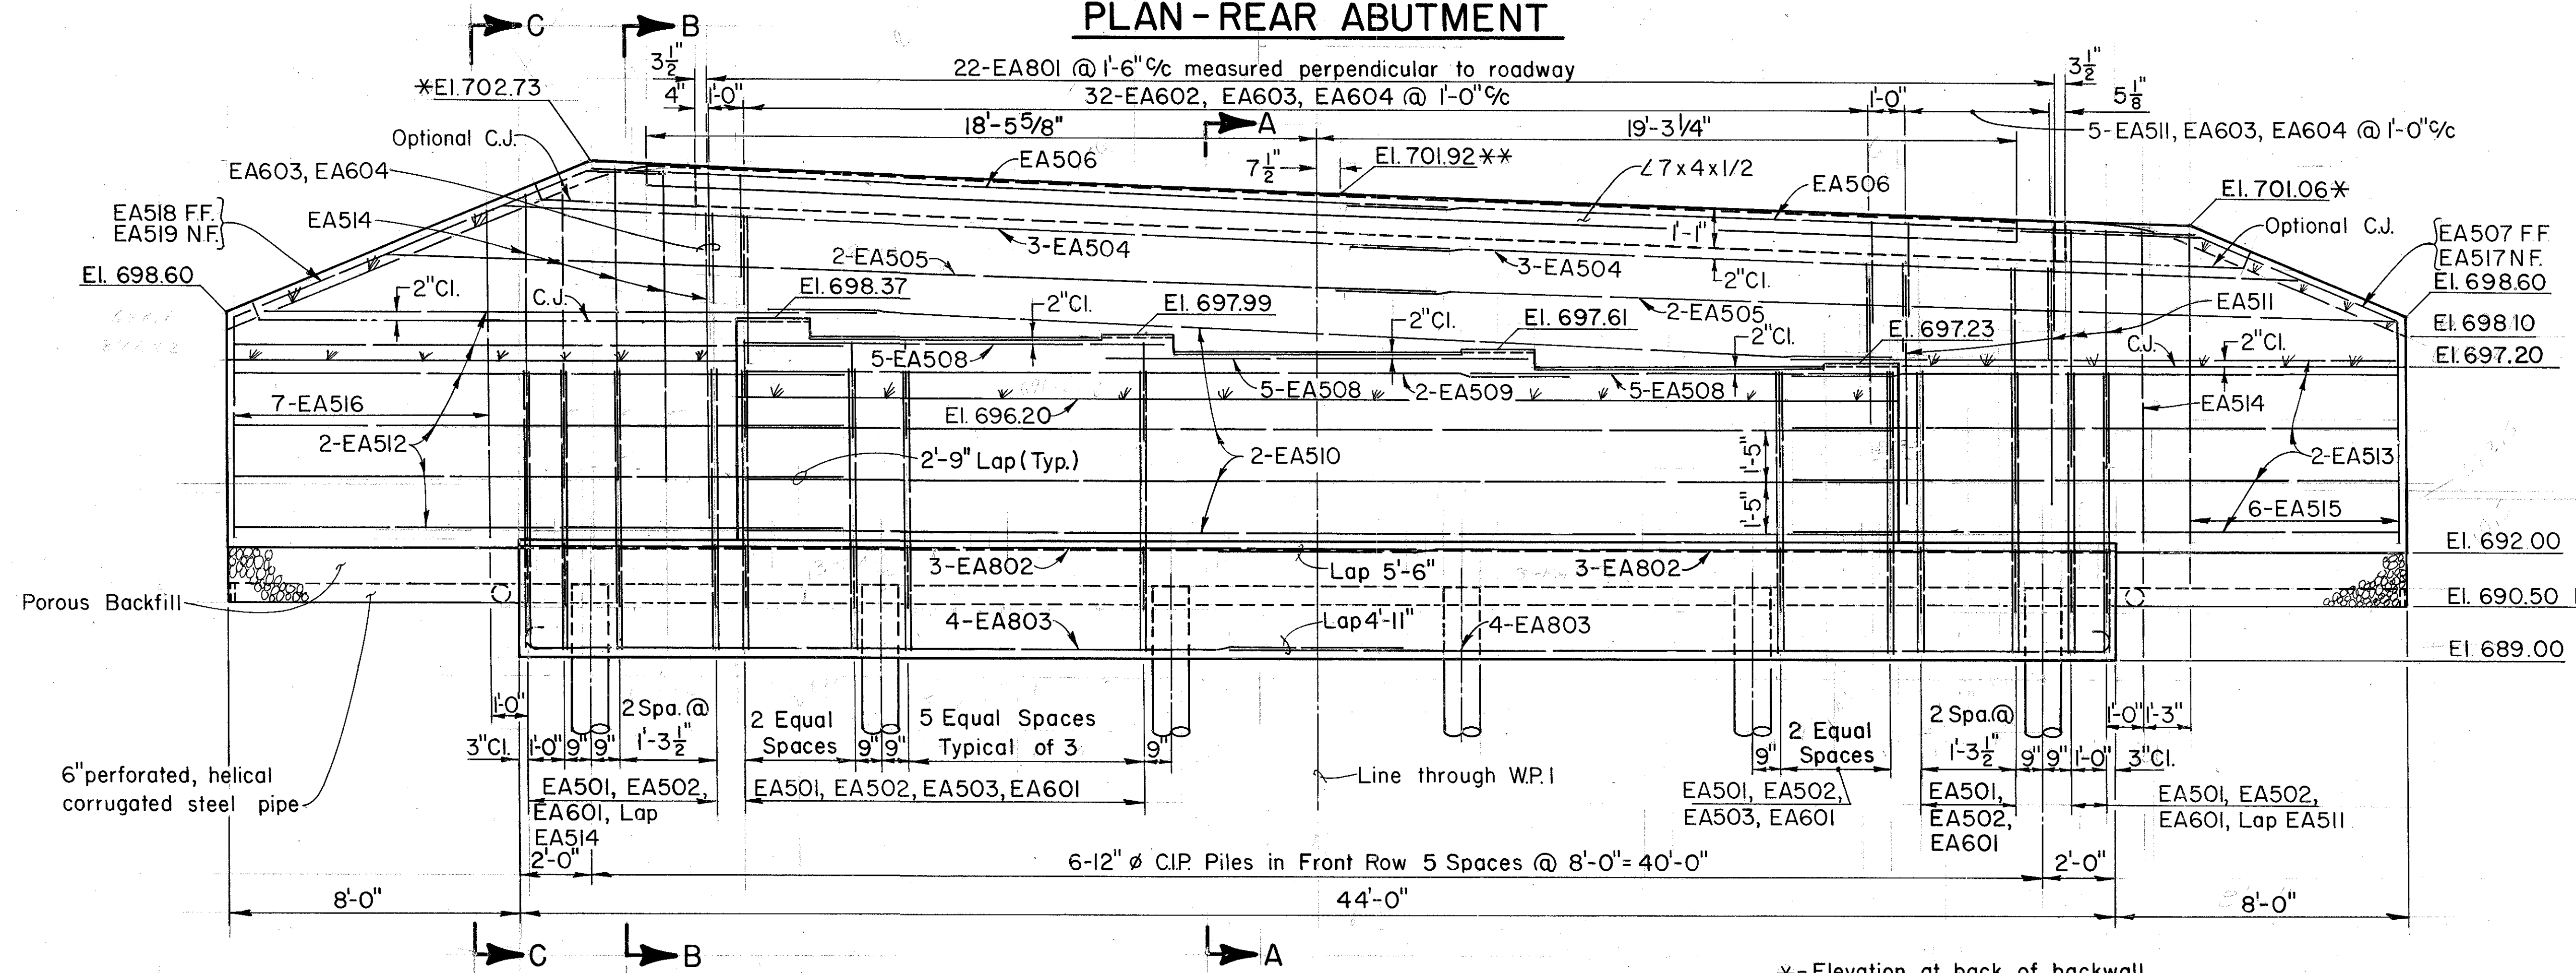 PLAN-REAR ABUTMENT
C
B
3½"
22-EA801 @ 1'-6" c/c measured perpendicular to roadway
3½"
*El.702.73
4"
1'-0"
32-EA602, EA603, EA604 @ 1'-0" c/c
1'-0"
5⅛"
Optional C.J.
18'-5 5/8"
A
19'-3 1/4"
5-EA511, EA603, EA604 @ 1'-0" c/c
EA603, EA604
EA506
7½"
El.701.92**
∠7x4x1/2
EA506
El.701.06*
EA518 F.F.
EA519 N.F.
EA514
3-EA504
1'-1"
Optional C.J.
EA507 F.F.
EA517 N.F.
2-EA505
3-EA504
2"Cl.
El. 698.60
2"Cl.
C.J.
El.698.37
2"Cl.
El.697.99
2"Cl.
El. 697.61
2-EA505
2"Cl.
El.697.23
EA511
C.J.
2"Cl.
El. 698.60
El.698.10
El.697.20
5-EA508
5-EA508
2-EA509
5-EA508
7-EA516
El.696.20
EA514
2-EA512
2'-9" Lap (Typ.)
2-EA510
1'-5"
1'-5"
2-EA513
6-EA515
El. 692.00
3-EA802
Lap 5'-6"
3-EA802
Porous Backfill
El. 690.50
4-EA803
Lap 4'-11"
4-EA803
El. 689.00
1'-0"
3"Cl.
1'-0"
9"
9"
2 Spa. @
1'-3½"
2 Equal
Spaces
9"
9"
5 Equal Spaces
Typical of 3
9"
9"
2 Equal
Spaces
2 Spa.@
1'-3½"
9"
9"
1'-0"
3"Cl.
1'-0"
1'-3"
6"perforated, helical
corrugated steel pipe
EA501, EA502,
EA601, Lap
EA514
EA501, EA502, EA503, EA601
Line through W.P.1
EA501, EA502,
EA503, EA601
EA501,
EA502,
EA601
EA501, EA502,
EA601, Lap EA511
2'-0"
6-12" ø C.I.P. Piles in Front Row 5 Spaces @ 8'-0"= 40'-0"
2'-0"
8'-0"
44'-0"
8'-0"
C
B
A
*-Elevation at back of backwall